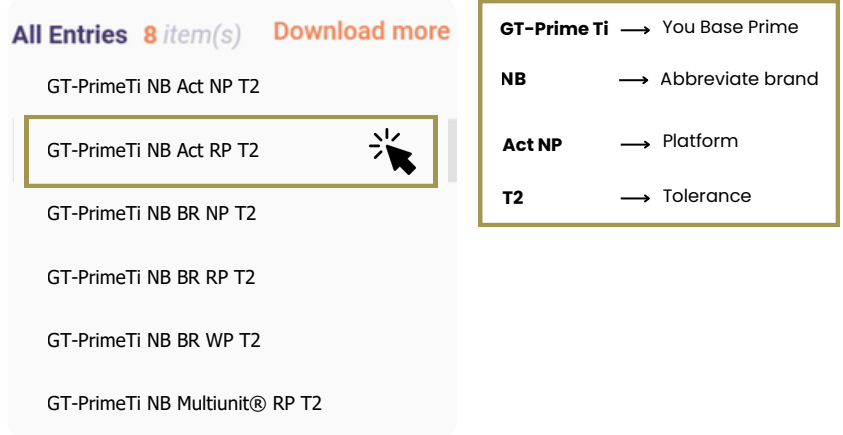 All Entries 8 item(s) Download more
GT-PrimeTi NB Act NP T2
GT-PrimeTi NB Act RP T2
GT-PrimeTi NB BR NP T2
GT-PrimeTi NB BR RP T2
GT-PrimeTi NB BR WP T2
GT-PrimeTi NB Multiunit® RP T2
GT-Prime Ti ⟶ You Base Prime
NB ⟶ Abbreviate brand
Act NP ⟶ Platform
T2 ⟶ Tolerance